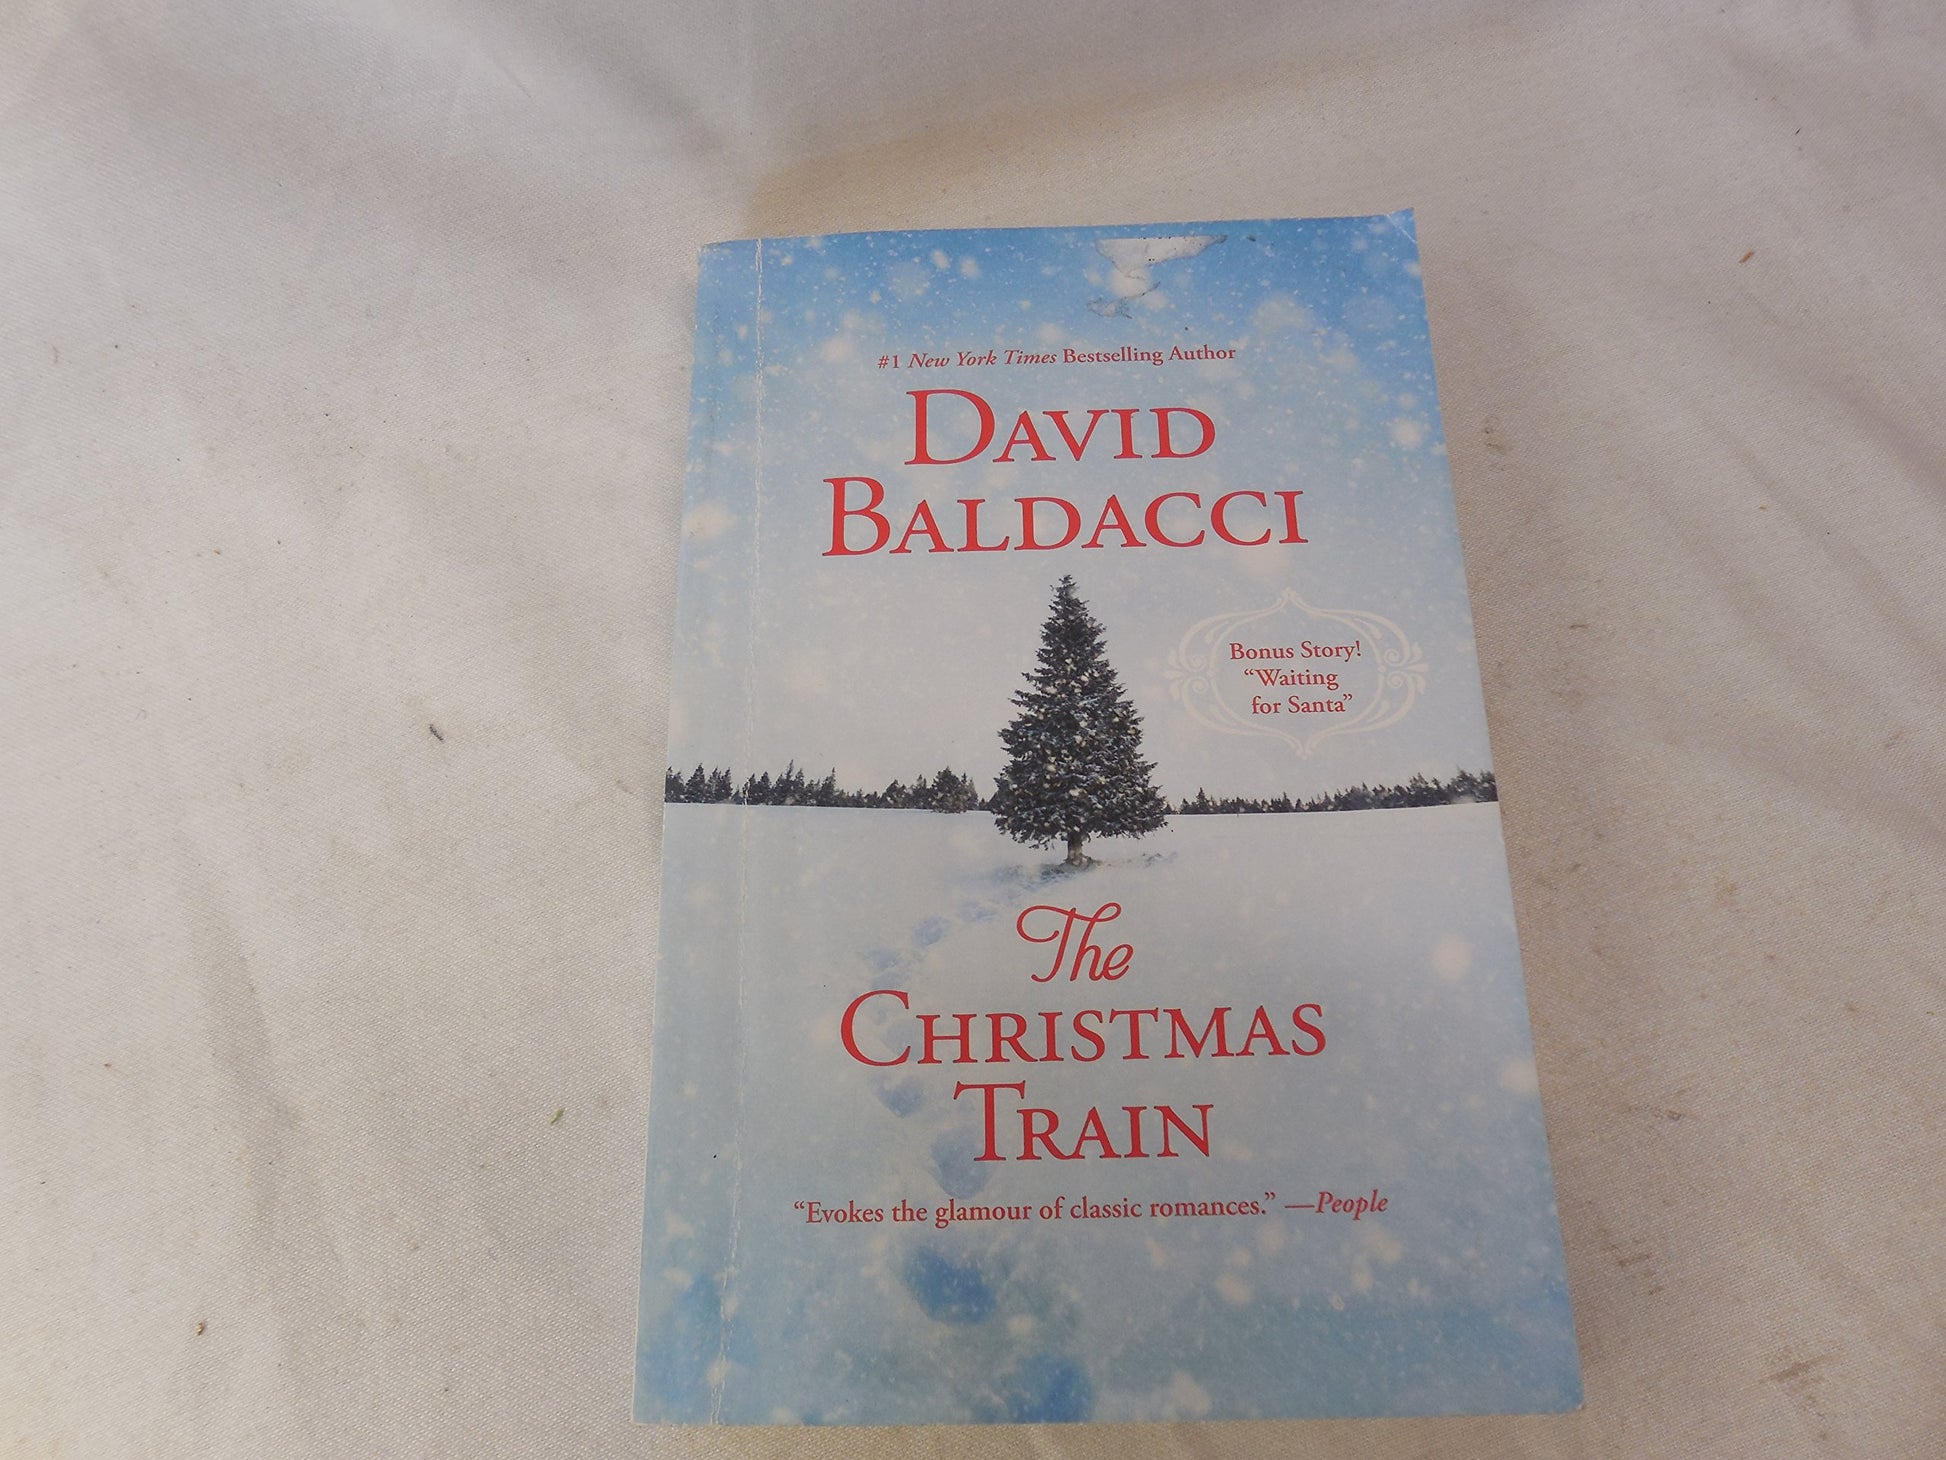 #1 New York Times Bestselling Author
DAVID
BALDACCI
Bonus Story!
“Waiting
for Santa”
The
CHRISTMAS
TRAIN
“Evokes the glamour of classic romances.” —People